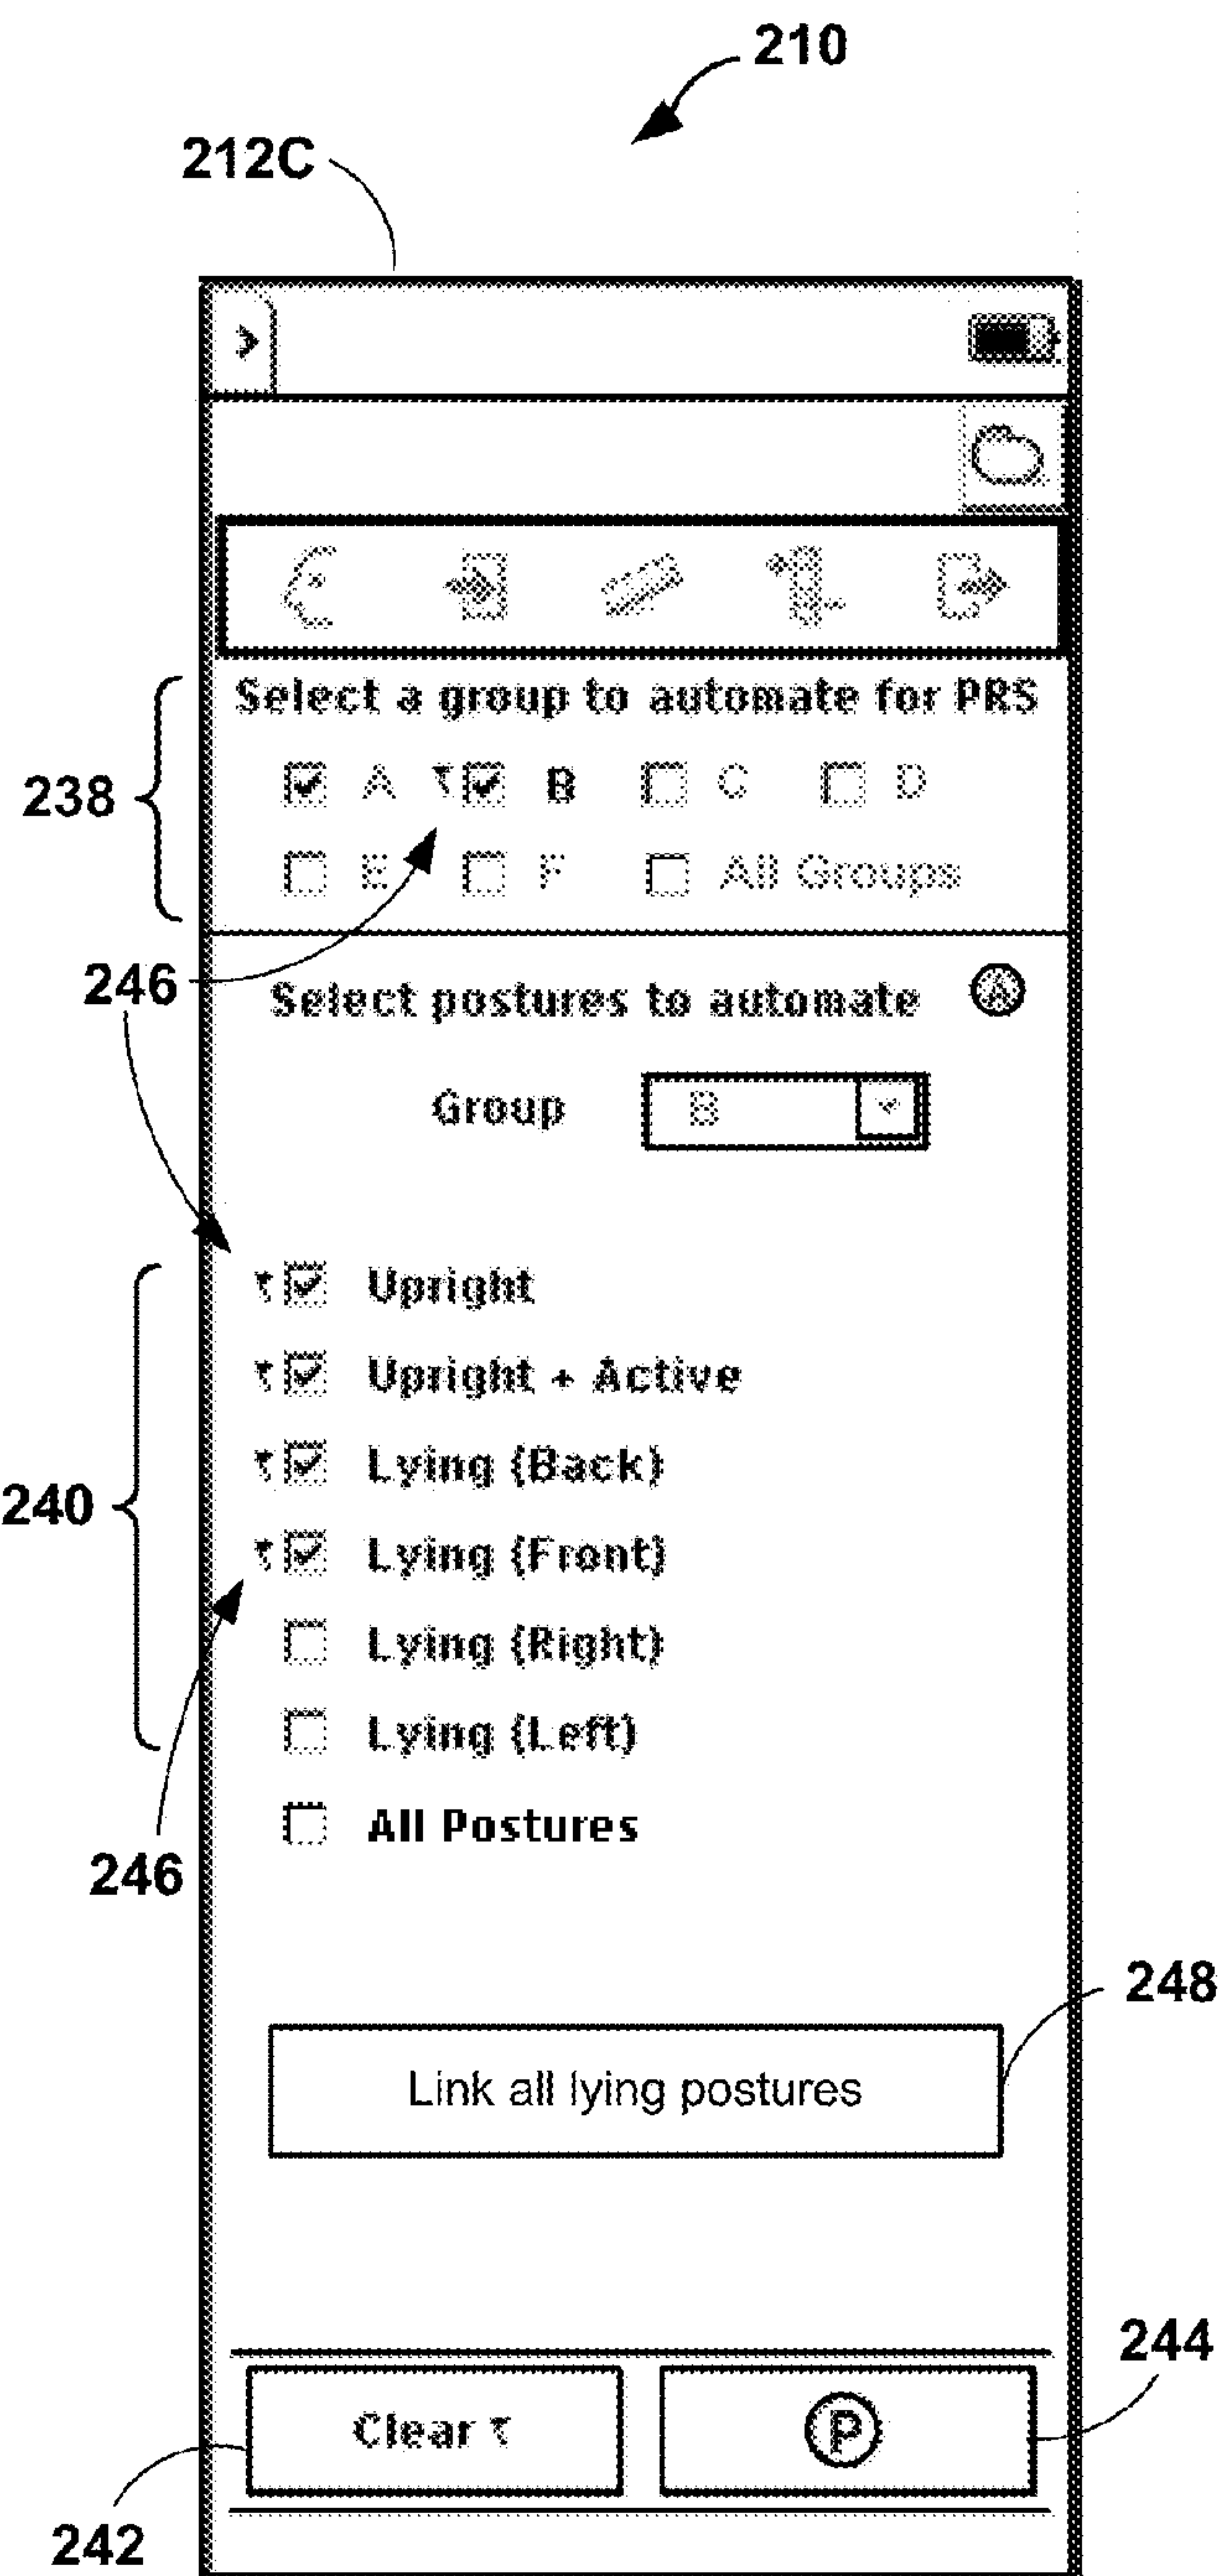 210
212C
Select a group to automate for PRS
238
A B C D
E F All Groups
246
Select postures to automate A
Group B
Upright
Upright + Active
Lying (Back)
240
Lying (Front)
Lying (Right)
Lying (Left)
All Postures
246
248
Link all lying postures
244
Clear
P
242